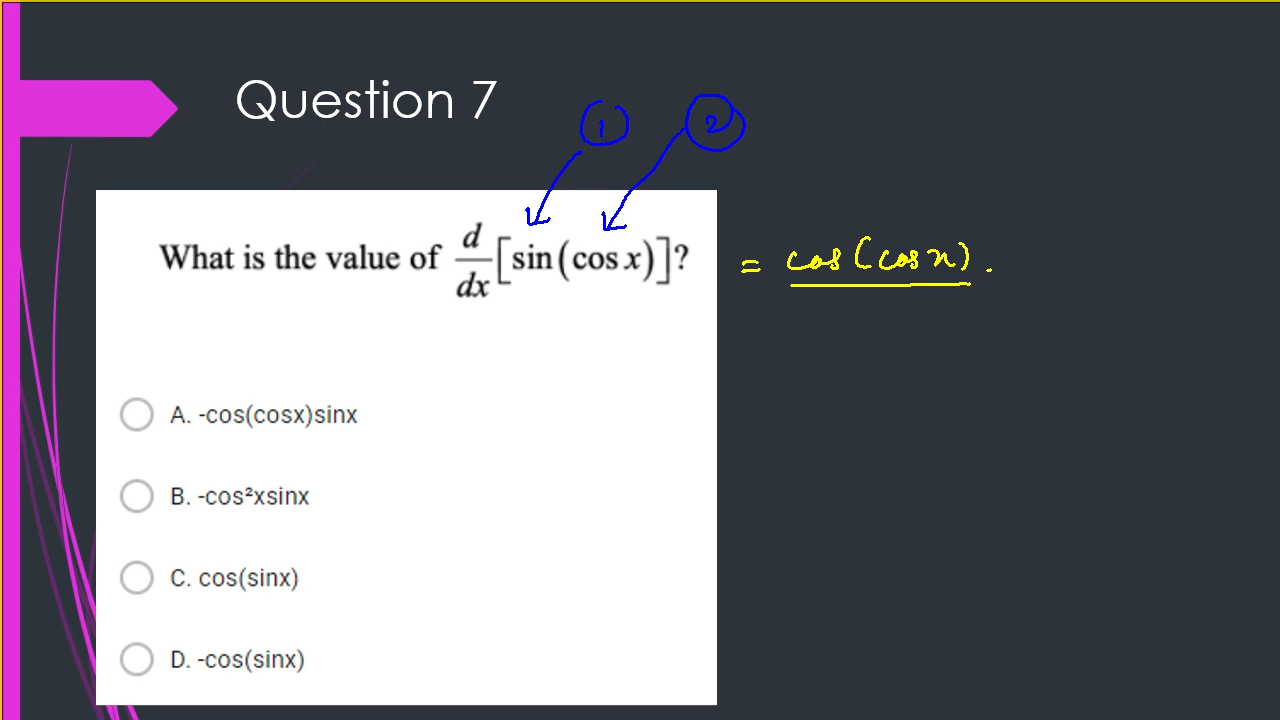 Question 7
1 2
What is the value of d/dx [sin(cos x)]? = cos(cos x).
A. -cos(cosx)sinx
B. -cos²xsinx
C. cos(sinx)
D. -cos(sinx)